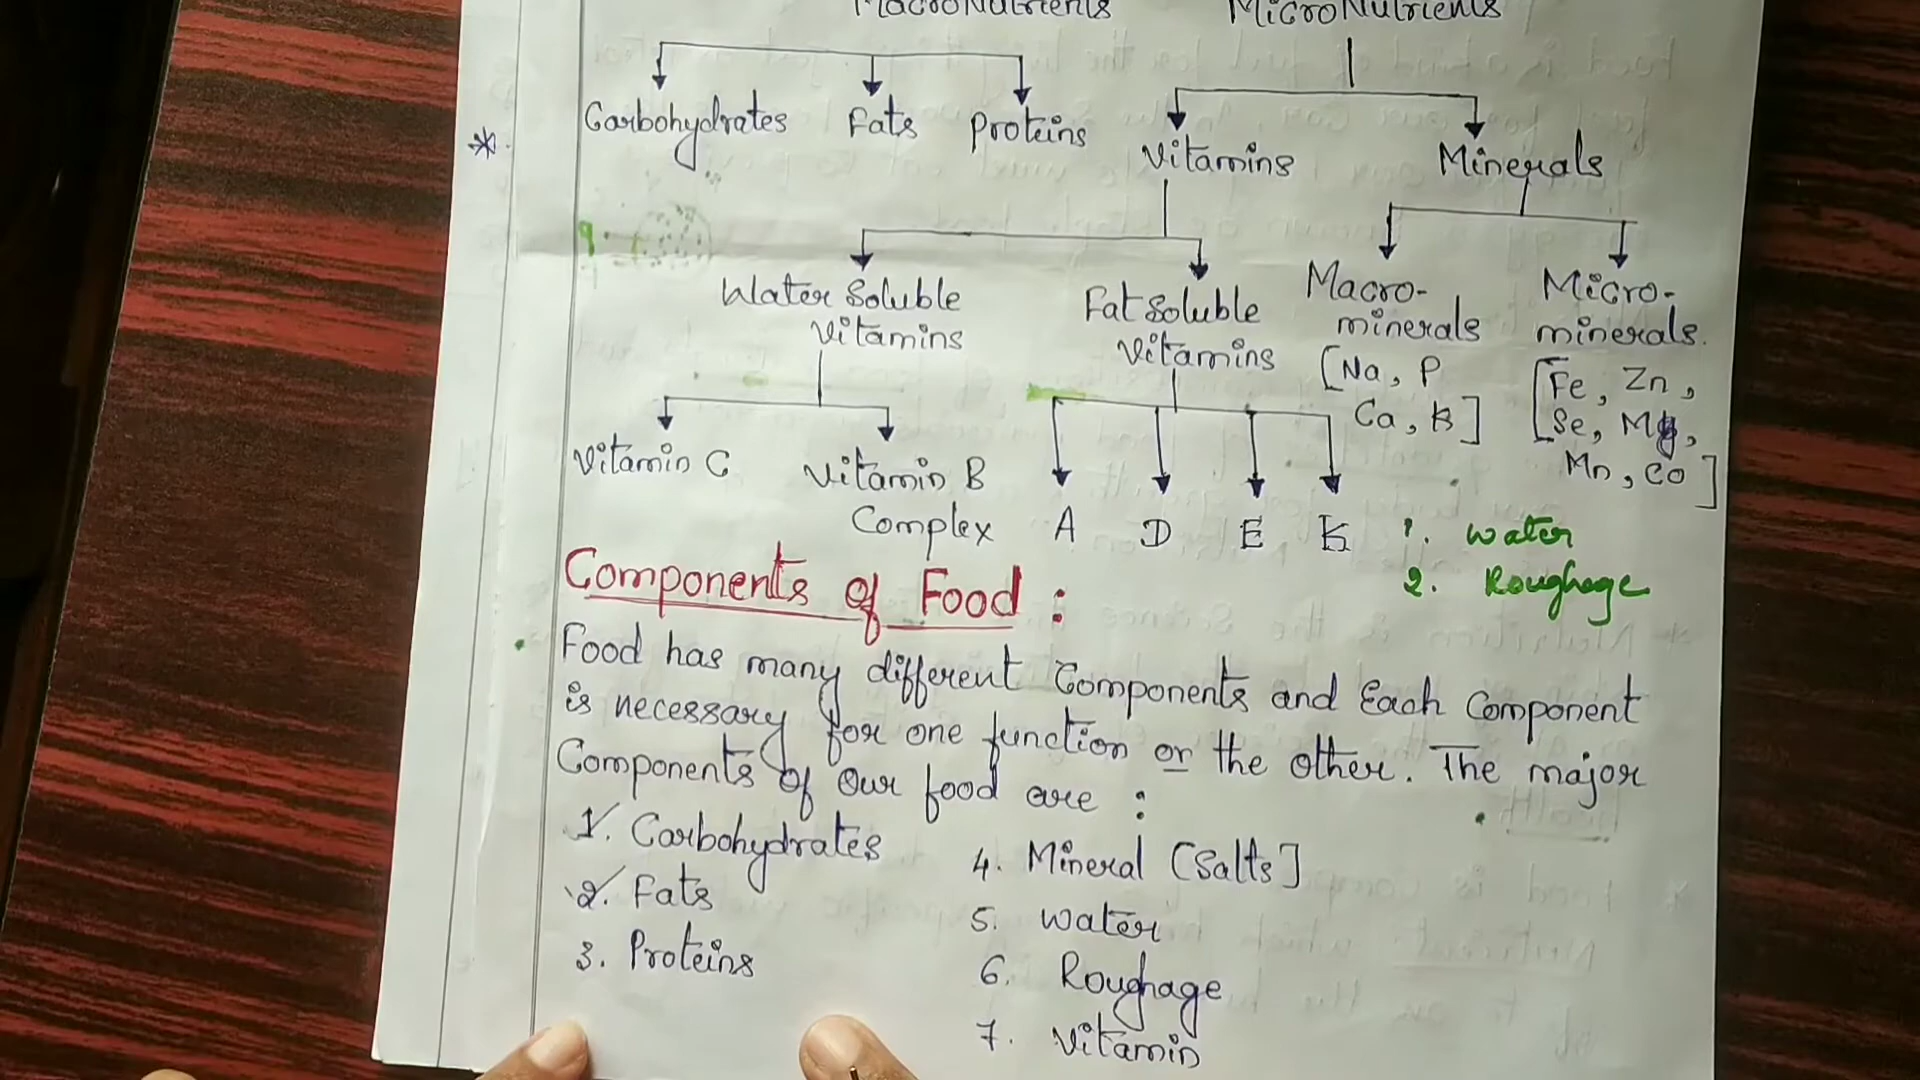 MacroNutrients MicroNutrients
Carbohydrates Fats Proteins
Vitamins Minerals
Water Soluble Vitamins
Fat Soluble Vitamins
Macro-
minerals
[Na, P
Ca, K]
Micro-
minerals.
[Fe, Zn,
Se, Mg,
Mn, Co]
Vitamin C
Vitamin B
Complex
A D E K
1. Water
2. Roughage
Components of Food :
Food has many different Components and Each Component
is necessary for one function or the other. The major
Components of Our food are :
1. Carbohydrates
2. Fats
3. Proteins
4. Mineral [Salts]
5. Water
6. Roughage
7. Vitamin